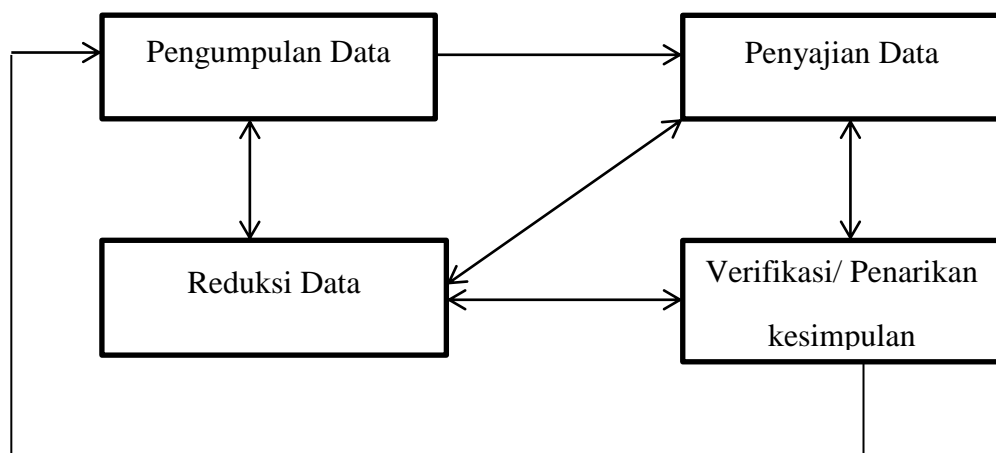 Pengumpulan Data
Penyajian Data
Reduksi Data
Verifikasi/ Penarikan
kesimpulan